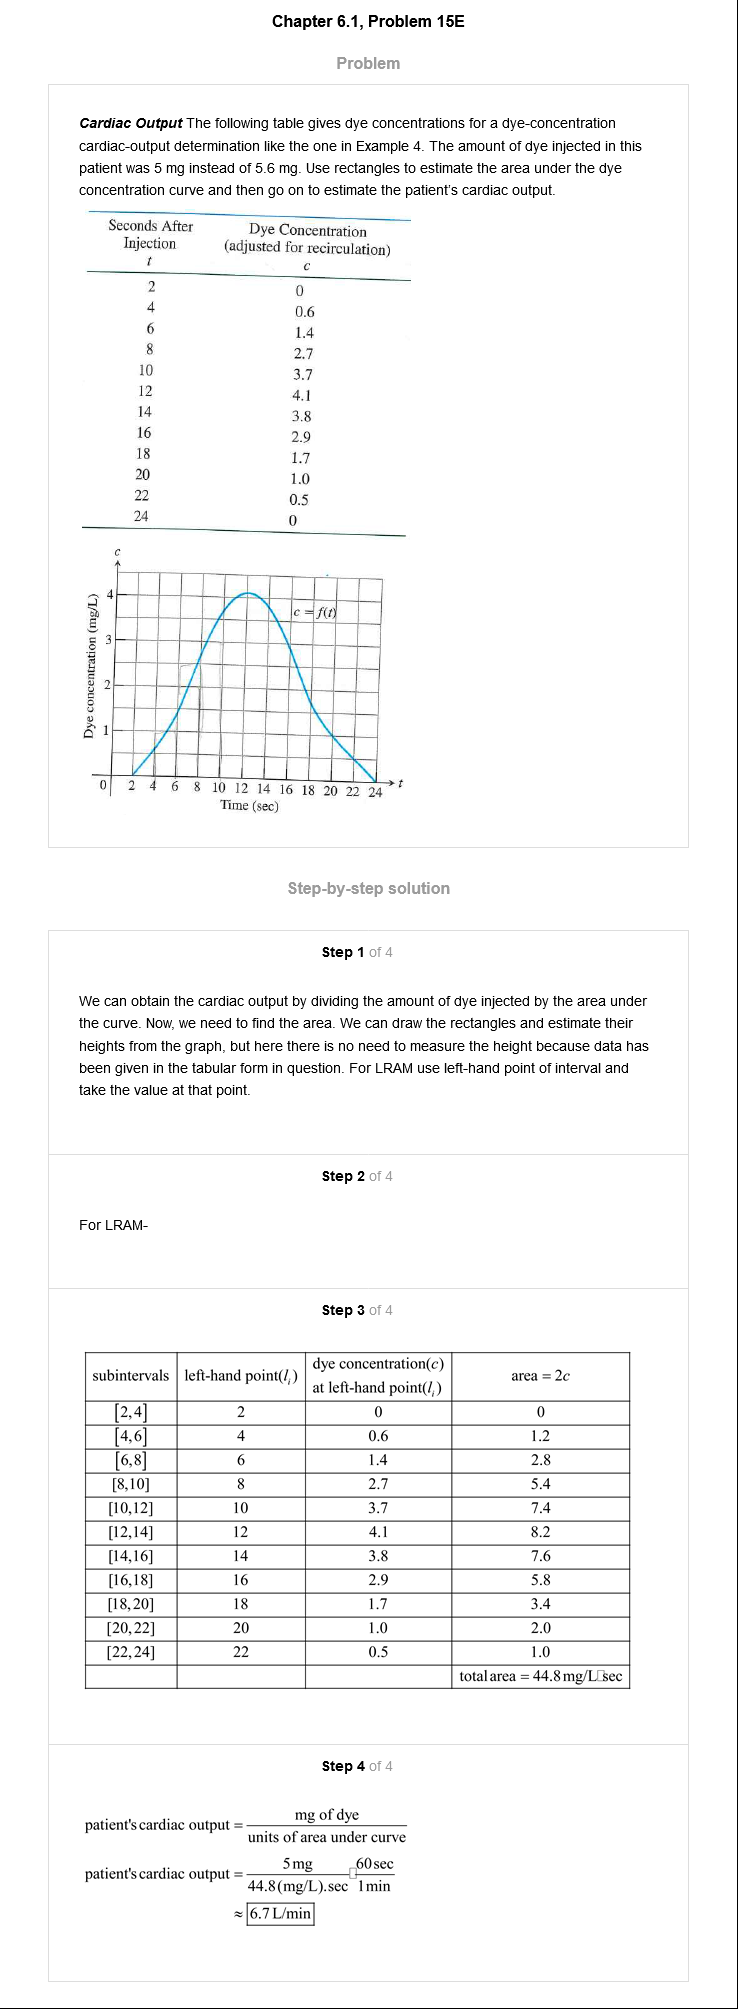 Chapter 6.1, Problem 15E
Problem
Cardiac Output The following table gives dye concentrations for a dye-concentration
cardiac-output determination like the one in Example 4. The amount of dye injected in this
patient was 5 mg instead of 5.6 mg. Use rectangles to estimate the area under the dye
concentration curve and then go on to estimate the patient's cardiac output.
Seconds After Dye Concentration
Injection (adjusted for recirculation)
t c
2 0
4 0.6
6 1.4
8 2.7
10 3.7
12 4.1
14 3.8
16 2.9
18 1.7
20 1.0
22 0.5
24 0
c
Dye concentration (mg/L)
4
3
2
1
c = f(t)
0 2 4 6 8 10 12 14 16 18 20 22 24 t
Time (sec)
Step-by-step solution
Step 1 of 4
We can obtain the cardiac output by dividing the amount of dye injected by the area under
the curve. Now, we need to find the area. We can draw the rectangles and estimate their
heights from the graph, but here there is no need to measure the height because data has
been given in the tabular form in question. For LRAM use left-hand point of interval and
take the value at that point.
Step 2 of 4
For LRAM-
Step 3 of 4
subintervals left-hand point(lᵢ) dye concentration(c) at left-hand point(lᵢ) area = 2c
[2,4] 2 0 0
[4,6] 4 0.6 1.2
[6,8] 6 1.4 2.8
[8,10] 8 2.7 5.4
[10,12] 10 3.7 7.4
[12,14] 12 4.1 8.2
[14,16] 14 3.8 7.6
[16,18] 16 2.9 5.8
[18,20] 18 1.7 3.4
[20,22] 20 1.0 2.0
[22,24] 22 0.5 1.0
total area = 44.8 mg/L▯sec
Step 4 of 4
mg of dye
patient's cardiac output =
units of area under curve
5 mg ▯ 60 sec
patient's cardiac output =
44.8 (mg/L).sec 1 min
≈ 6.7 L/min